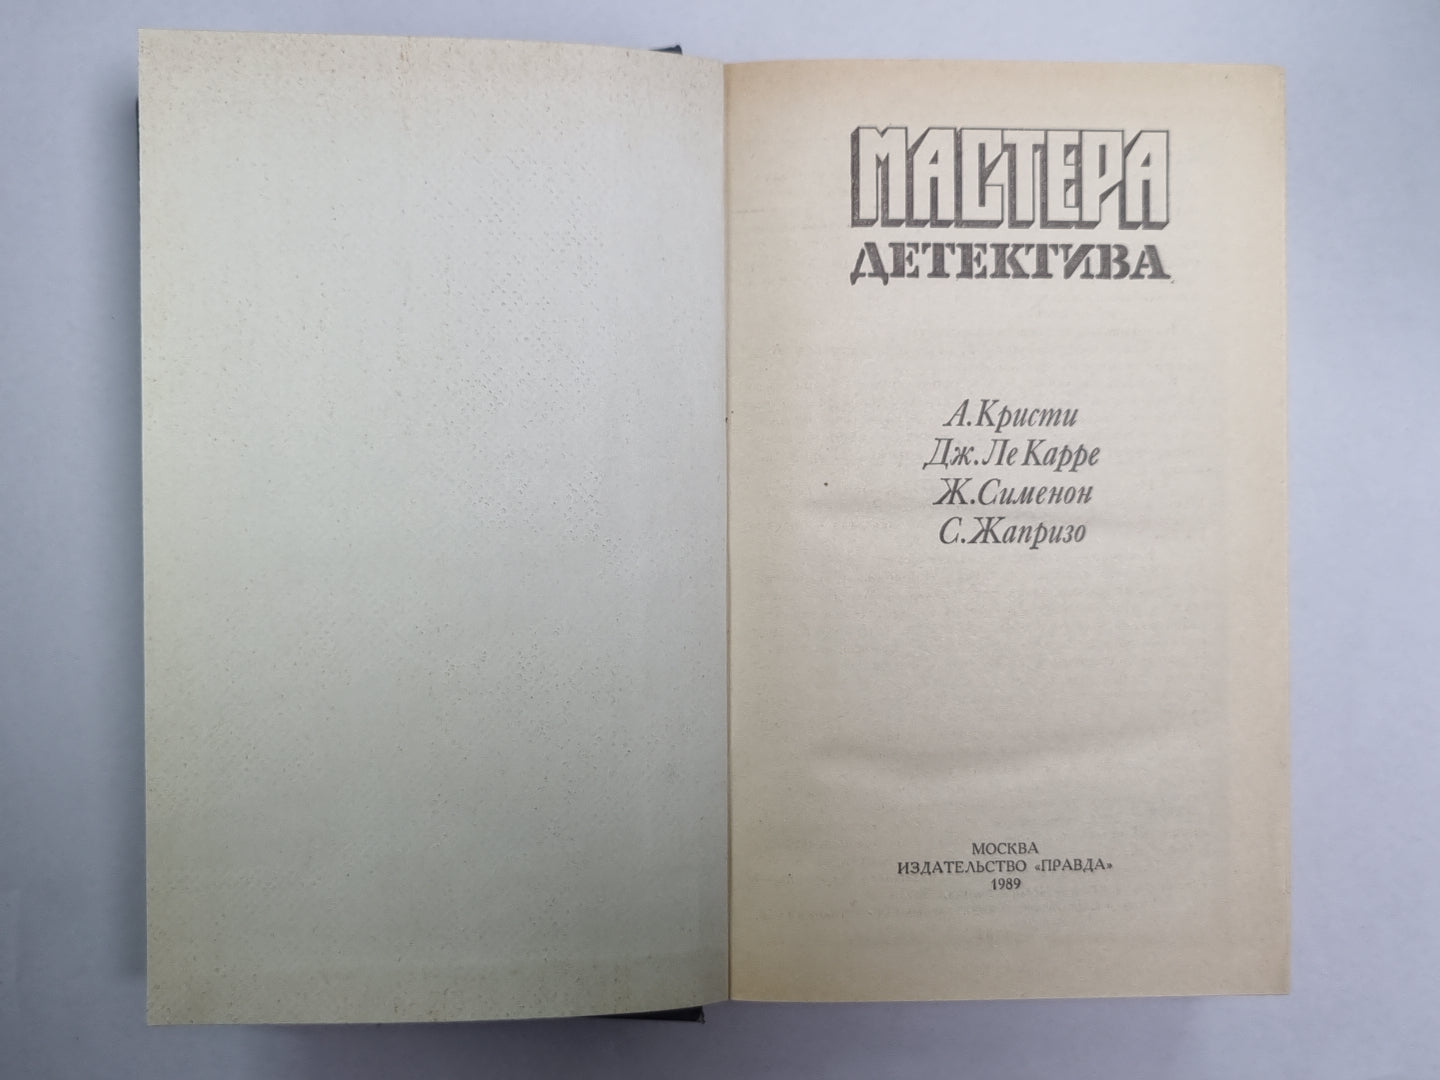 МАСТЕРА
ДЕТЕКТИВА
А.Кристи
Дж.Ле Карре
Ж.Сименон
С.Жапризо
МОСКВА
ИЗДАТЕЛЬСТВО «ПРАВДА»
1989